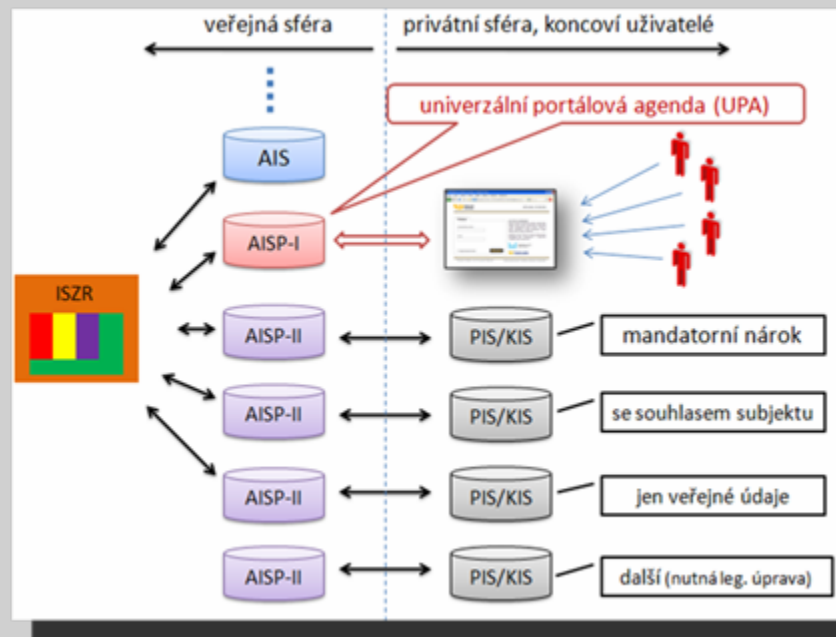 veřejná sféra
privátní sféra, koncoví uživatelé
univerzální portálová agenda (UPA)
AIS
AISP-I
ISZR
AISP-II
PIS/KIS
mandatorní nárok
AISP-II
PIS/KIS
se souhlasem subjektu
AISP-II
PIS/KIS
jen veřejné údaje
AISP-II
PIS/KIS
další (nutná leg. úprava)